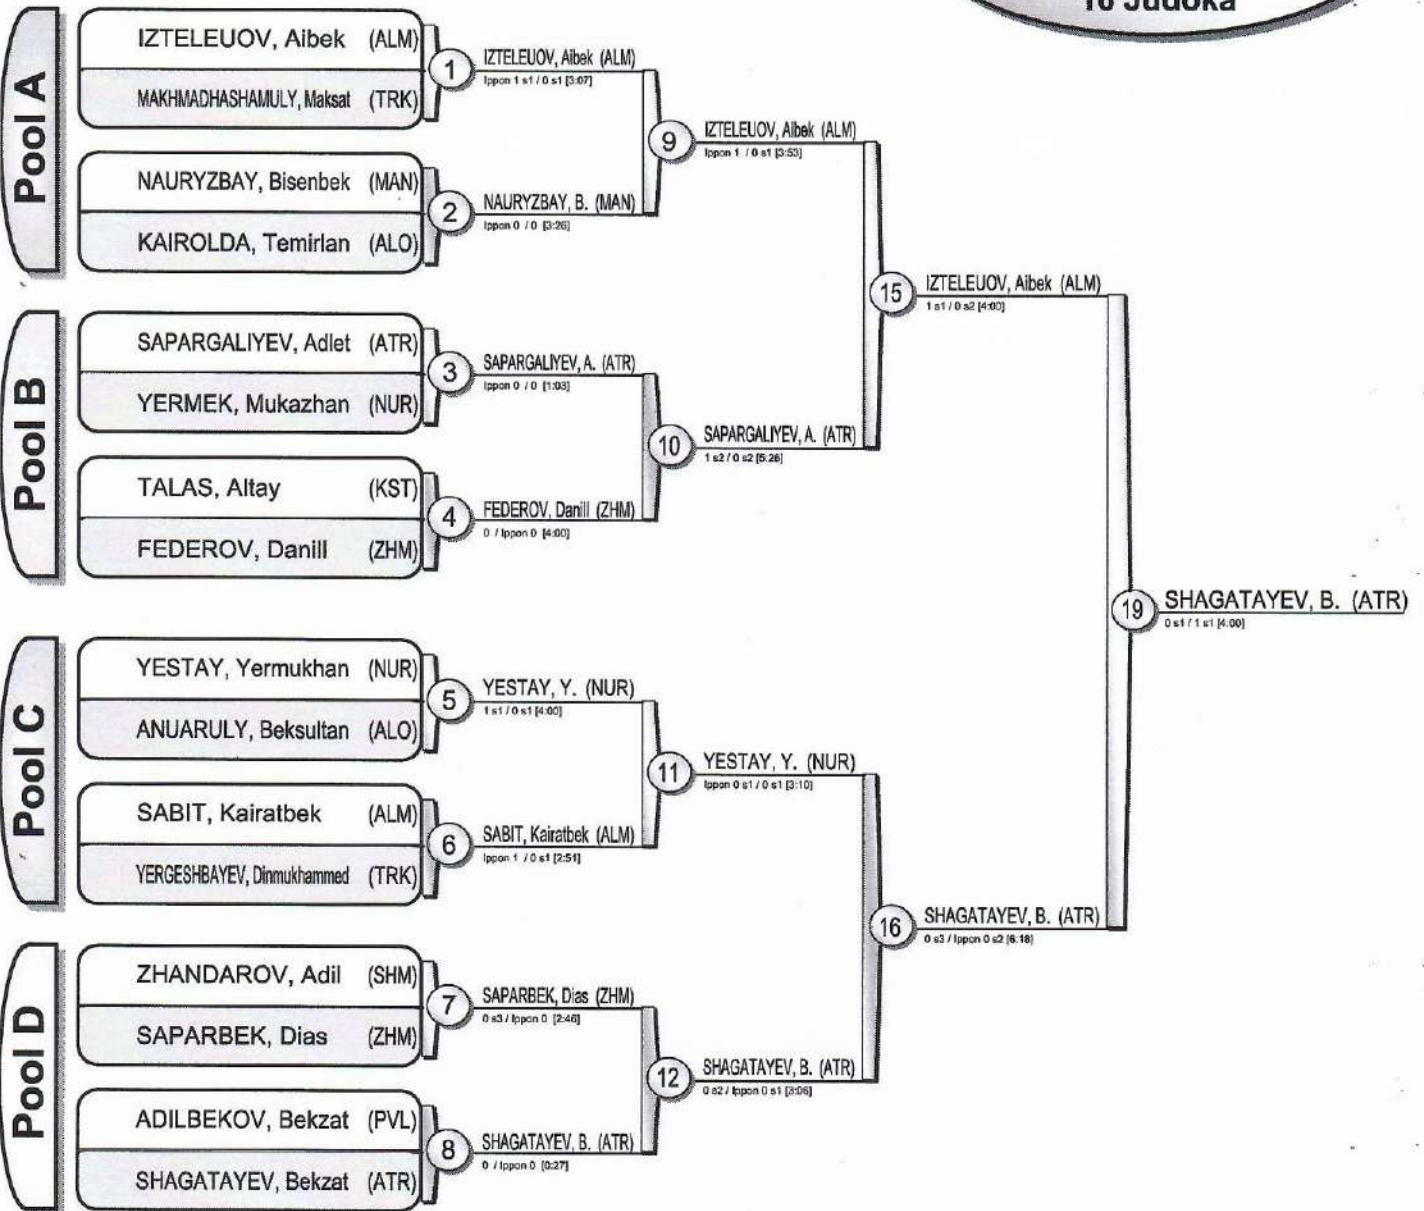 16 Judoka
Pool A
IZTELEUOV, Aibek (ALM)
MAKHMADHASHAMULY, Maksat (TRK)
NAURYZBAY, Bisenbek (MAN)
KAIROLDA, Temirlan (ALO)
Pool B
SAPARGALIYEV, Adlet (ATR)
YERMEK, Mukazhan (NUR)
TALAS, Altay (KST)
FEDEROV, Danill (ZHM)
Pool C
YESTAY, Yermukhan (NUR)
ANUARULY, Beksultan (ALO)
SABIT, Kairatbek (ALM)
YERGESHBAYEV, Dinmukhammed (TRK)
Pool D
ZHANDAROV, Adil (SHM)
SAPARBEK, Dias (ZHM)
ADILBEKOV, Bekzat (PVL)
SHAGATAYEV, Bekzat (ATR)
1
IZTELEUOV, Aibek (ALM)
Ippon 1 s1 / 0 s1 [3:07]
2
NAURYZBAY, B. (MAN)
Ippon 0 / 0 [3:26]
3
SAPARGALIYEV, A. (ATR)
Ippon 0 / 0 [1:03]
4
FEDEROV, Danill (ZHM)
0 / Ippon 0 [4:00]
5
YESTAY, Y. (NUR)
1 s1 / 0 s1 [4:00]
6
SABIT, Kairatbek (ALM)
Ippon 1 / 0 s1 [2:51]
7
SAPARBEK, Dias (ZHM)
0 s3 / Ippon 0 [2:46]
8
SHAGATAYEV, B. (ATR)
0 / Ippon 0 [0:27]
9
IZTELEUOV, Aibek (ALM)
Ippon 1 / 0 s1 [3:53]
10
SAPARGALIYEV, A. (ATR)
1 s2 / 0 s2 [5:26]
11
YESTAY, Y. (NUR)
Ippon 0 s1 / 0 s1 [3:10]
12
SHAGATAYEV, B. (ATR)
0 s2 / Ippon 0 s1 [3:06]
15
IZTELEUOV, Aibek (ALM)
1 s1 / 0 s2 [4:00]
16
SHAGATAYEV, B. (ATR)
0 s3 / Ippon 0 s2 [6:18]
19
SHAGATAYEV, B. (ATR)
0 s1 / 1 s1 [4:00]